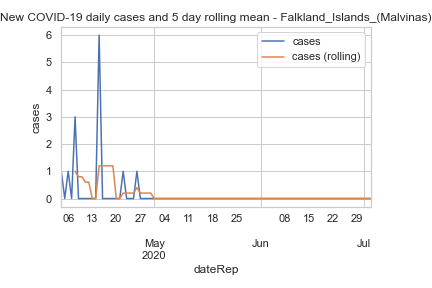 New COVID-19 daily cases and 5 day rolling mean - Falkland_Islands_(Malvinas)
cases
cases (rolling)
6
5
4
3
2
1
0
cases
06 13 20 27 04 11 18 25 08 15 22 29
May Jun Jul
2020
dateRep